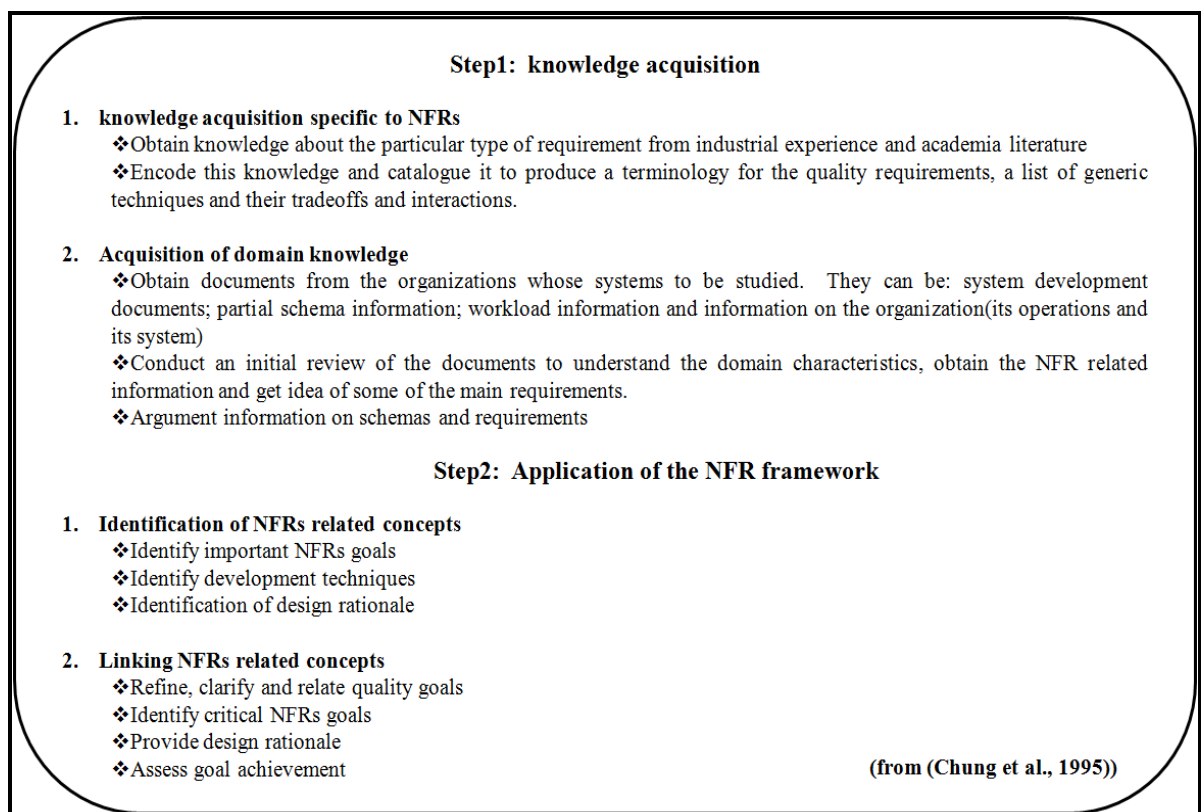 Step1: knowledge acquisition
1. knowledge acquisition specific to NFRs
❖Obtain knowledge about the particular type of requirement from industrial experience and academia literature
❖Encode this knowledge and catalogue it to produce a terminology for the quality requirements, a list of generic
techniques and their tradeoffs and interactions.
2. Acquisition of domain knowledge
❖Obtain documents from the organizations whose systems to be studied. They can be: system development
documents; partial schema information; workload information and information on the organization(its operations and
its system)
❖Conduct an initial review of the documents to understand the domain characteristics, obtain the NFR related
information and get idea of some of the main requirements.
❖Argument information on schemas and requirements
Step2: Application of the NFR framework
1. Identification of NFRs related concepts
❖Identify important NFRs goals
❖Identify development techniques
❖Identification of design rationale
2. Linking NFRs related concepts
❖Refine, clarify and relate quality goals
❖Identify critical NFRs goals
❖Provide design rationale
❖Assess goal achievement
(from (Chung et al., 1995))